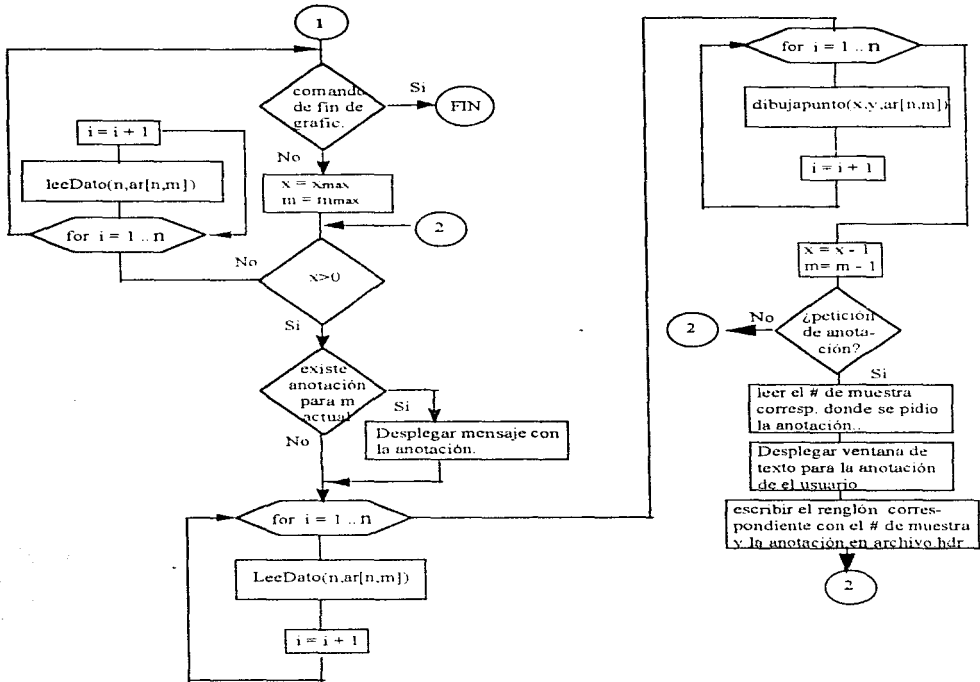 1
comando
de fin de
grafic.
Si
FIN
No
x = xmax
m = mmax
2
i = i + 1
leeDato(n,ar[n,m])
for i = 1 .. n
No
x>0
Si
existe
anotación
para m
actual
Si
Desplegar mensaje con
la anotación.
No
for i = 1 .. n
LeeDato(n,ar[n,m])
i = i + 1
for i = 1 .. n
dibujapunto(x,y,ar[n,m])
i = i + 1
x = x - 1
m= m - 1
¿petición
de anota-
ción?
No
2
Si
leer el # de muestra
corresp. donde se pidio
la anotación..
Desplegar ventana de
texto para la anotación
de el usuario
escribir el renglón corres-
pondiente con el # de muestra
y la anotación en archivo.hdr
2